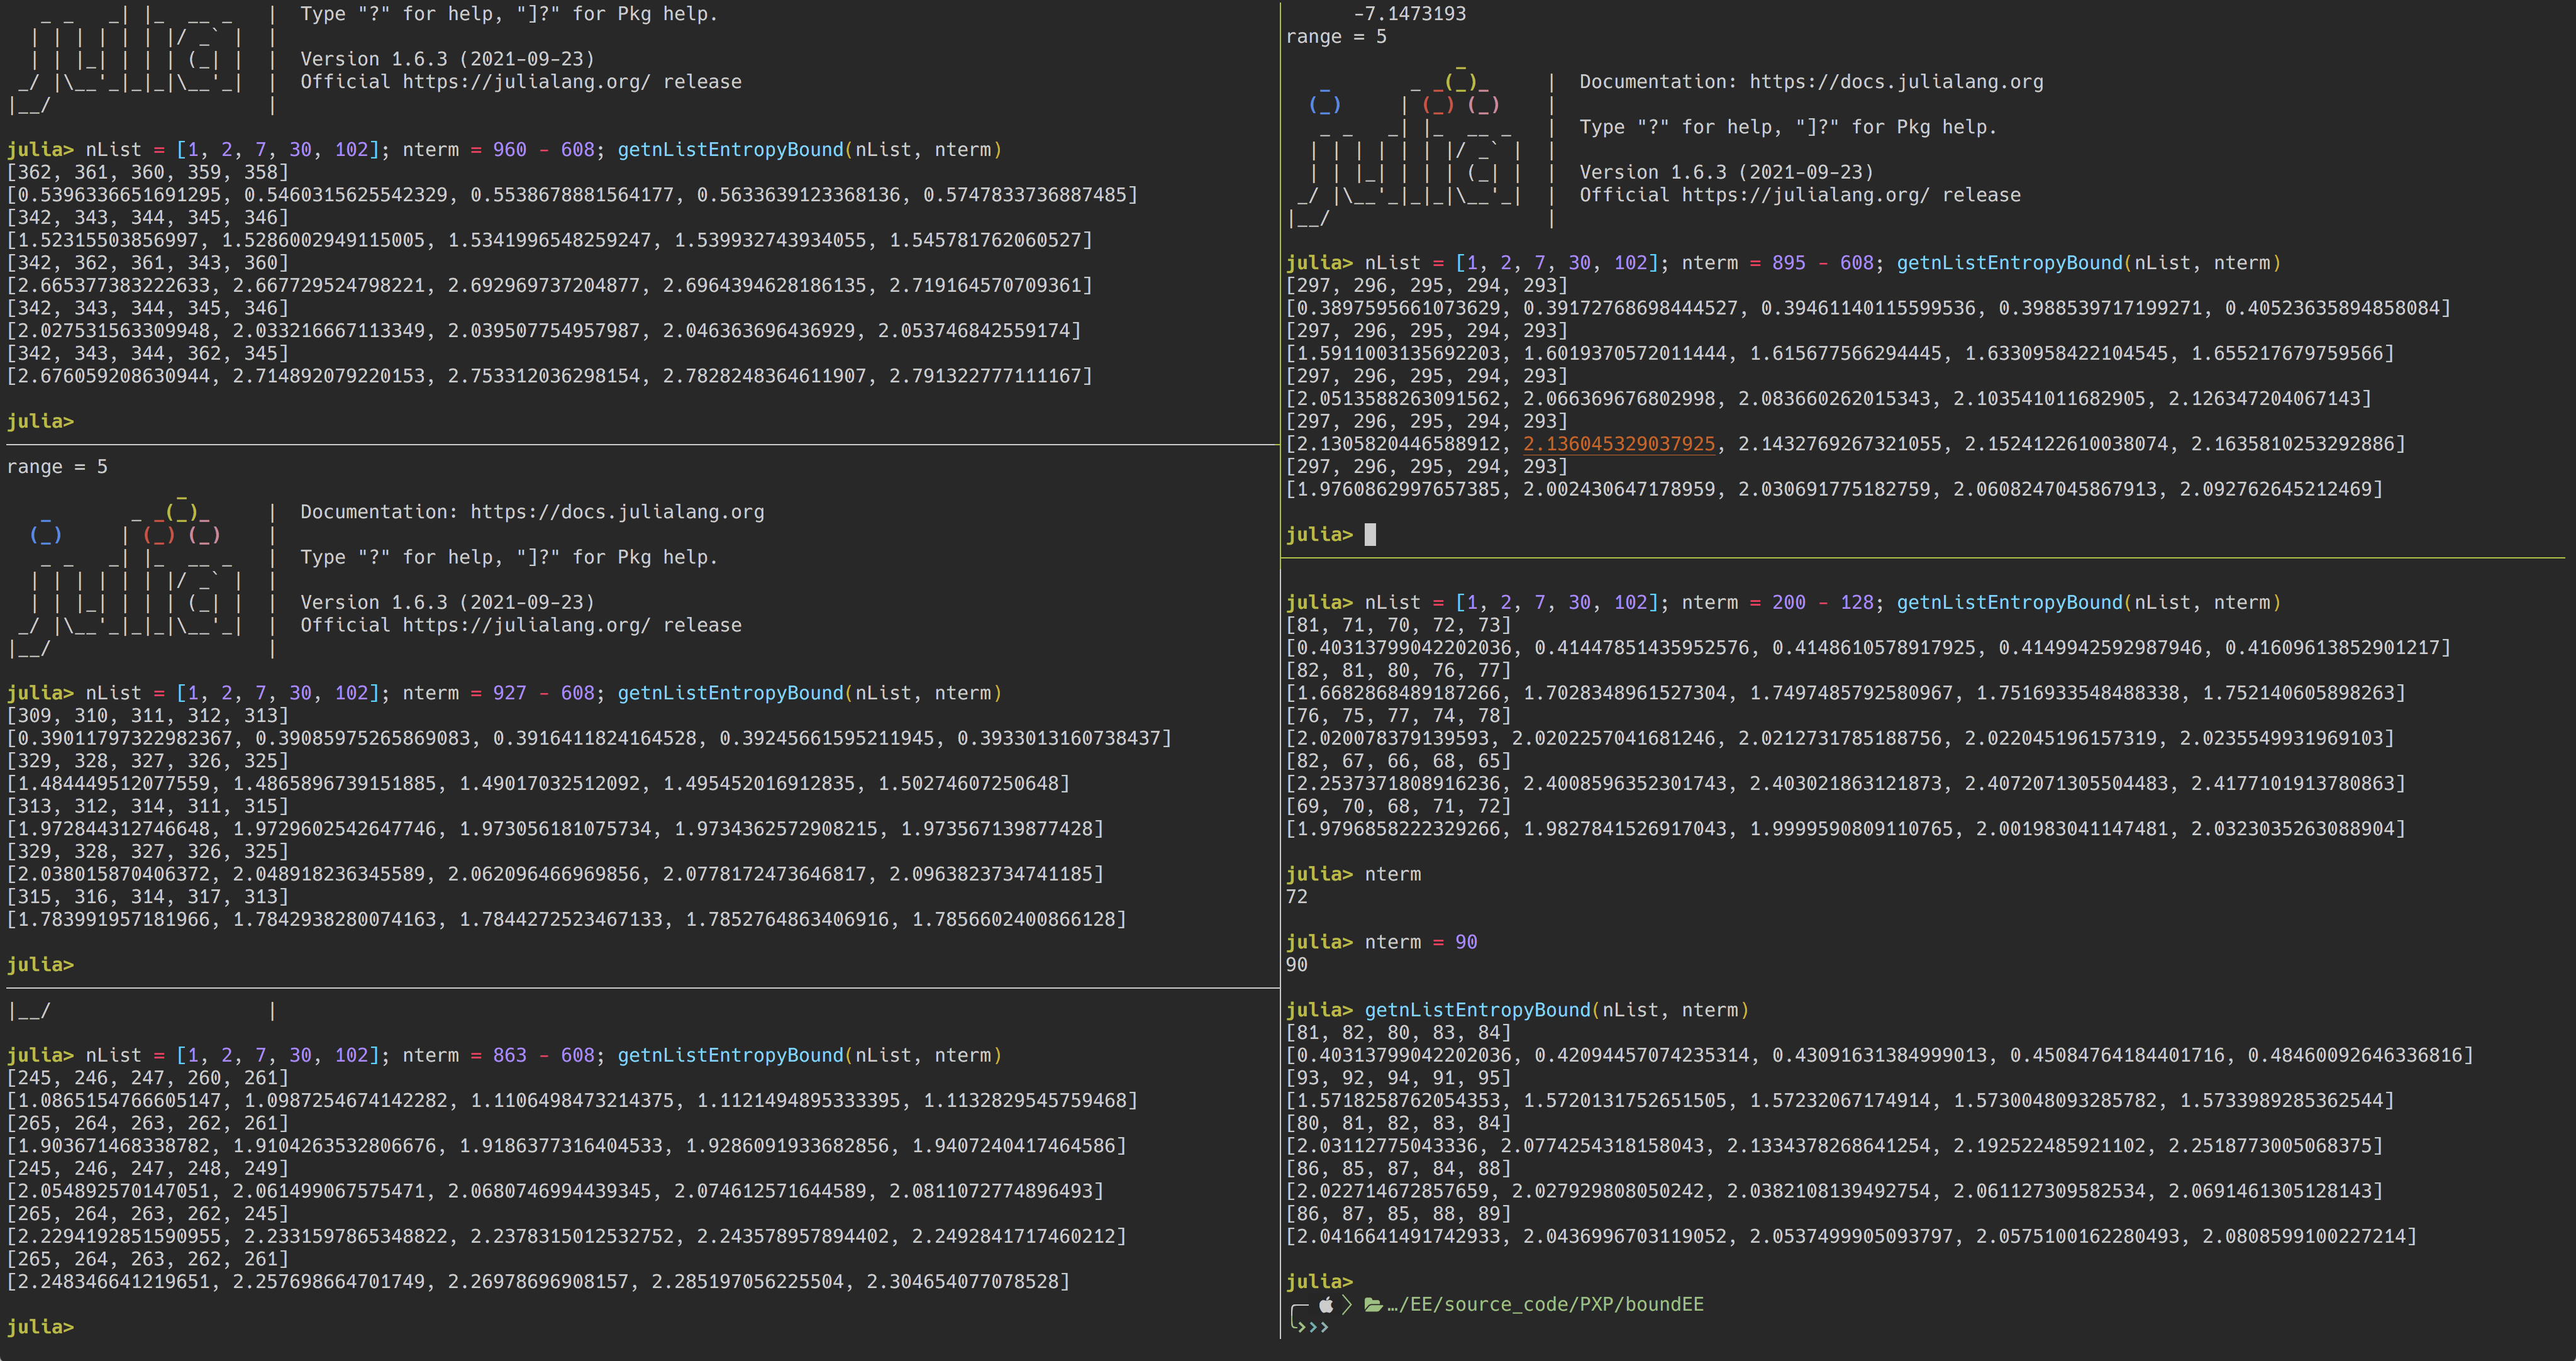 Type "?" for help, "]?" for Pkg help.
Version 1.6.3 (2021-09-23)
Official https://julialang.org/ release
julia> nList = [1, 2, 7, 30, 102]; nterm = 960 - 608; getnListEntropyBound(nList, nterm)
[362, 361, 360, 359, 358]
[0.5396336651691295, 0.5460315625542329, 0.5538678881564177, 0.5633639123368136, 0.5747833736887485]
[342, 343, 344, 345, 346]
[1.52315503856997, 1.5286002949115005, 1.5341996548259247, 1.539932743934055, 1.545781762060527]
[342, 362, 361, 343, 360]
[2.665377383222633, 2.667729524798221, 2.692969737204877, 2.6964394628186135, 2.719164570709361]
[342, 343, 344, 345, 346]
[2.027531563309948, 2.033216667113349, 2.039507754957987, 2.046363696436929, 2.053746842559174]
[342, 343, 344, 362, 345]
[2.676059208630944, 2.714892079220153, 2.753312036298154, 2.7828248364611907, 2.791322777111167]
julia>
range = 5
Documentation: https://docs.julialang.org
Type "?" for help, "]?" for Pkg help.
Version 1.6.3 (2021-09-23)
Official https://julialang.org/ release
julia> nList = [1, 2, 7, 30, 102]; nterm = 927 - 608; getnListEntropyBound(nList, nterm)
[309, 310, 311, 312, 313]
[0.39011797322982367, 0.39085975265869083, 0.3916411824164528, 0.39245661595211945, 0.3933013160738437]
[329, 328, 327, 326, 325]
[1.484449512077559, 1.4865896739151885, 1.49017032512092, 1.495452016912835, 1.502746072506​48]
[313, 312, 314, 311, 315]
[1.972844312746648, 1.9729602542647746, 1.973056181075734, 1.9734362572908215, 1.973567139877428]
[329, 328, 327, 326, 325]
[2.038015870406372, 2.048918236345589, 2.062096466969856, 2.0778172473646817, 2.0963823734741185]
[315, 316, 314, 317, 313]
[1.783991957181966, 1.7842938280074163, 1.7844272523467133, 1.7852764863406916, 1.7856602400866128]
julia>
julia> nList = [1, 2, 7, 30, 102]; nterm = 863 - 608; getnListEntropyBound(nList, nterm)
[245, 246, 247, 260, 261]
[1.0865154766605147, 1.0987254674142282, 1.1106498473214375, 1.1121494895333395, 1.1132829545759468]
[265, 264, 263, 262, 261]
[1.903671468338782, 1.9104263532806676, 1.9186377316404533, 1.9286091933682856, 1.9407240417464586]
[245, 246, 247, 248, 249]
[2.054892570147051, 2.061499067575471, 2.0680746994439345, 2.074612571644589, 2.0811072774896493]
[265, 264, 263, 262, 245]
[2.2294192851590955, 2.2331597865348822, 2.2378315012532752, 2.243578957894402, 2.2492841717460212]
[265, 264, 263, 262, 261]
[2.248346641219651, 2.257698664701749, 2.26978696908157, 2.285197056225504, 2.304654077078528]
julia>
-7.1473193
range = 5
Documentation: https://docs.julialang.org
Type "?" for help, "]?" for Pkg help.
Version 1.6.3 (2021-09-23)
Official https://julialang.org/ release
julia> nList = [1, 2, 7, 30, 102]; nterm = 895 - 608; getnListEntropyBound(nList, nterm)
[297, 296, 295, 294, 293]
[0.3897595661073629, 0.39172768698444527, 0.39461140115599536, 0.3988539717199271, 0.40523635894858084]
[297, 296, 295, 294, 293]
[1.5911003135692203, 1.6019370572011444, 1.615677566294445, 1.6330958422104545, 1.655217679759566]
[297, 296, 295, 294, 293]
[2.0513588263091562, 2.066369676802998, 2.083660262015343, 2.103541011682905, 2.126347204067143]
[297, 296, 295, 294, 293]
[2.1305820446588912, 2.136045329037925, 2.1432769267321055, 2.1524122610038074, 2.1635810253292886]
[297, 296, 295, 294, 293]
[1.9760862997657385, 2.002430647178959, 2.030691775182759, 2.0608247045867913, 2.092762645212469]
julia>
julia> nList = [1, 2, 7, 30, 102]; nterm = 200 - 128; getnListEntropyBound(nList, nterm)
[81, 71, 70, 72, 73]
[0.40313799042202036, 0.41447851435952576, 0.4148610578917925, 0.4149942592987946, 0.41609613852901217]
[82, 81, 80, 76, 77]
[1.6682868489187266, 1.7028348961527304, 1.7497485792580967, 1.7516933548488338, 1.752140605898263]
[76, 75, 77, 74, 78]
[2.020078379139593, 2.0202257041681246, 2.0212731785188756, 2.022045196157319, 2.0235549931969103]
[82, 67, 66, 68, 65]
[2.2537371808916236, 2.4008596352301743, 2.403021863121873, 2.4072071305504483, 2.4177101913780863]
[69, 70, 68, 71, 72]
[1.9796858222329266, 1.9827841526917043, 1.9999590809110765, 2.001983041147481, 2.0323035263088904]
julia> nterm
72
julia> nterm = 90
90
julia> getnListEntropyBound(nList, nterm)
[81, 82, 80, 83, 84]
[0.40313799042202036, 0.42094457074235314, 0.43091631384999013, 0.45084764184401716, 0.48460092646336816]
[93, 92, 94, 91, 95]
[1.5718258762054353, 1.5720131752651505, 1.57232067174914, 1.5730048093285782, 1.5733989285362544]
[80, 81, 82, 83, 84]
[2.03112775043336, 2.0774254318158043, 2.1334378268641254, 2.192522485921102, 2.2518773005068375]
[86, 85, 87, 84, 88]
[2.022714672857659, 2.027929808050242, 2.0382108139492754, 2.061127309582534, 2.0691461305128143]
[86, 87, 85, 88, 89]
[2.0416641491742933, 2.0436996703119052, 2.0537499905093797, 2.0575100162280493, 2.0808599100227214]
julia>
…/EE/source_code/PXP/boundEE